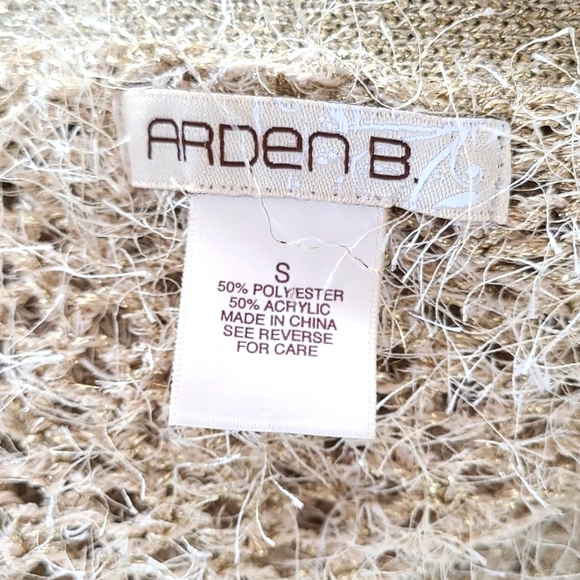 ARDen B.
S
50% POLYESTER
50% ACRYLIC
MADE IN CHINA
SEE REVERSE
FOR CARE